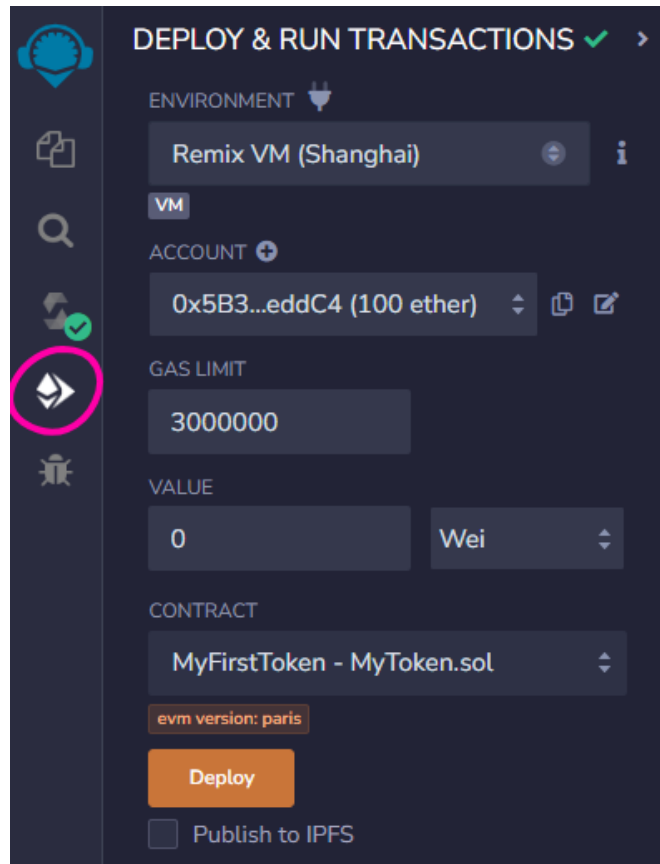 DEPLOY & RUN TRANSACTIONS
ENVIRONMENT
Remix VM (Shanghai)
VM
ACCOUNT
0x5B3...eddC4 (100 ether)
GAS LIMIT
3000000
VALUE
0 Wei
CONTRACT
MyFirstToken - MyToken.sol
evm version: paris
Deploy
Publish to IPFS